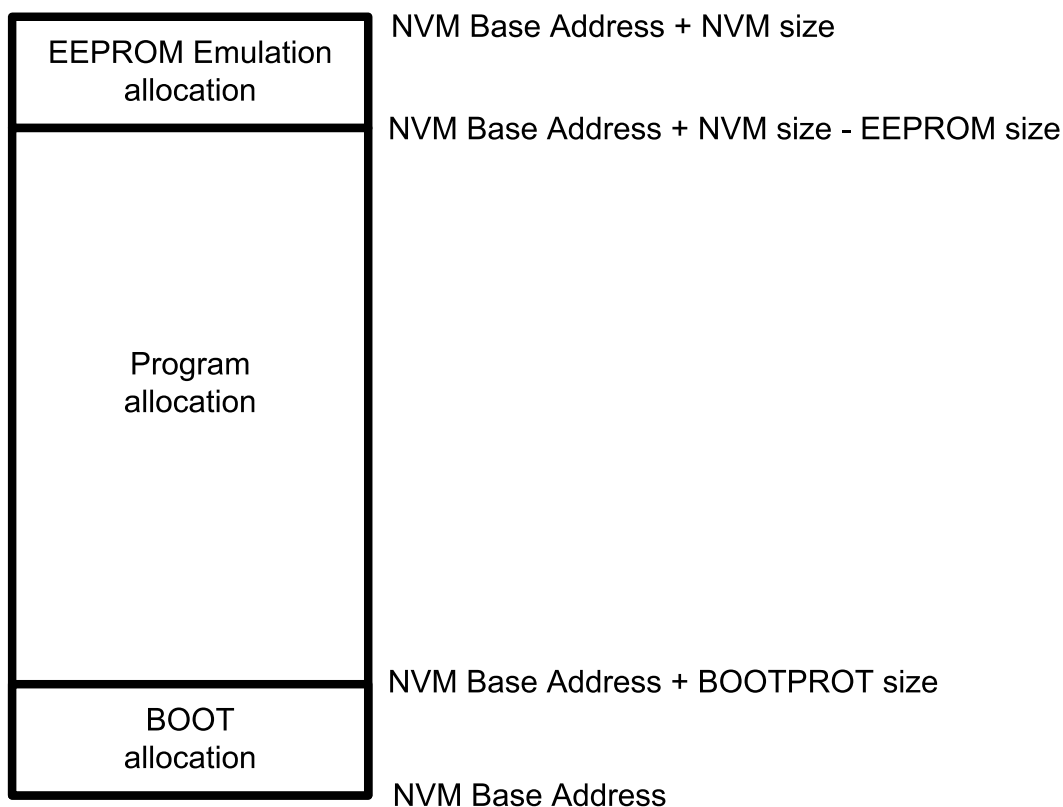 NVM Base Address + NVM size
EEPROM Emulation
allocation
NVM Base Address + NVM size - EEPROM size
Program
allocation
NVM Base Address + BOOTPROT size
BOOT
allocation
NVM Base Address